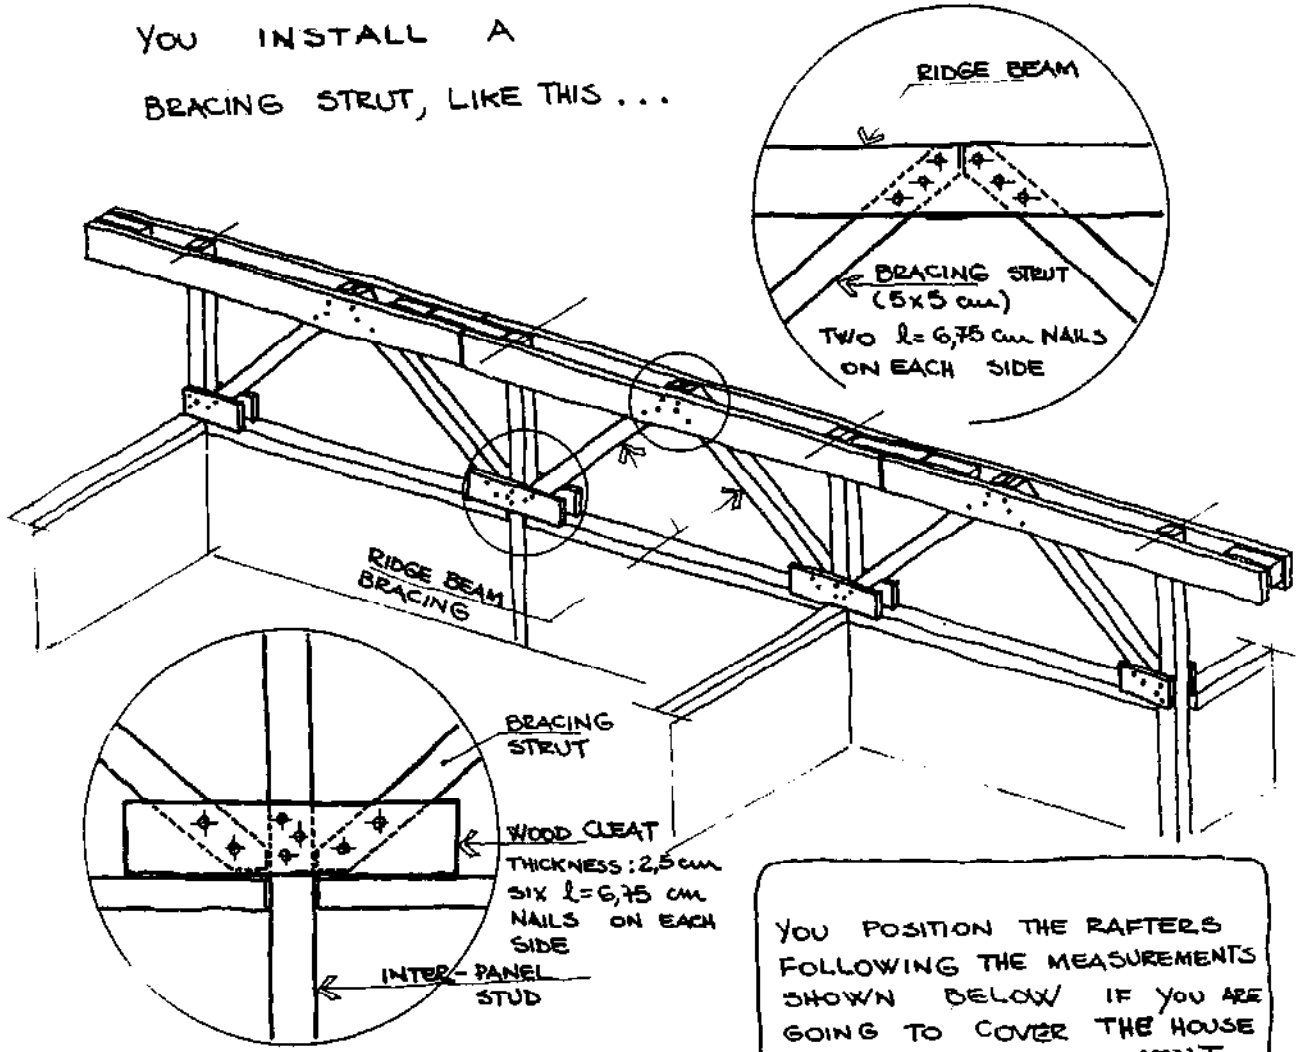 YOU INSTALL A
BRACING STRUT, LIKE THIS ...
RIDGE BEAM
BRACING STRUT
(5x5 cm)
TWO l=6,75 cm NAILS
ON EACH SIDE
RIDGE BEAM
BRACING
BRACING
STRUT
WOOD CLEAT
THICKNESS: 2,5 cm
SIX l=6,75 cm
NAILS ON EACH
SIDE
INTER-PANEL
STUD
YOU POSITION THE RAFTERS
FOLLOWING THE MEASUREMENTS
SHOWN BELOW IF YOU ARE
GOING TO COVER THE HOUSE